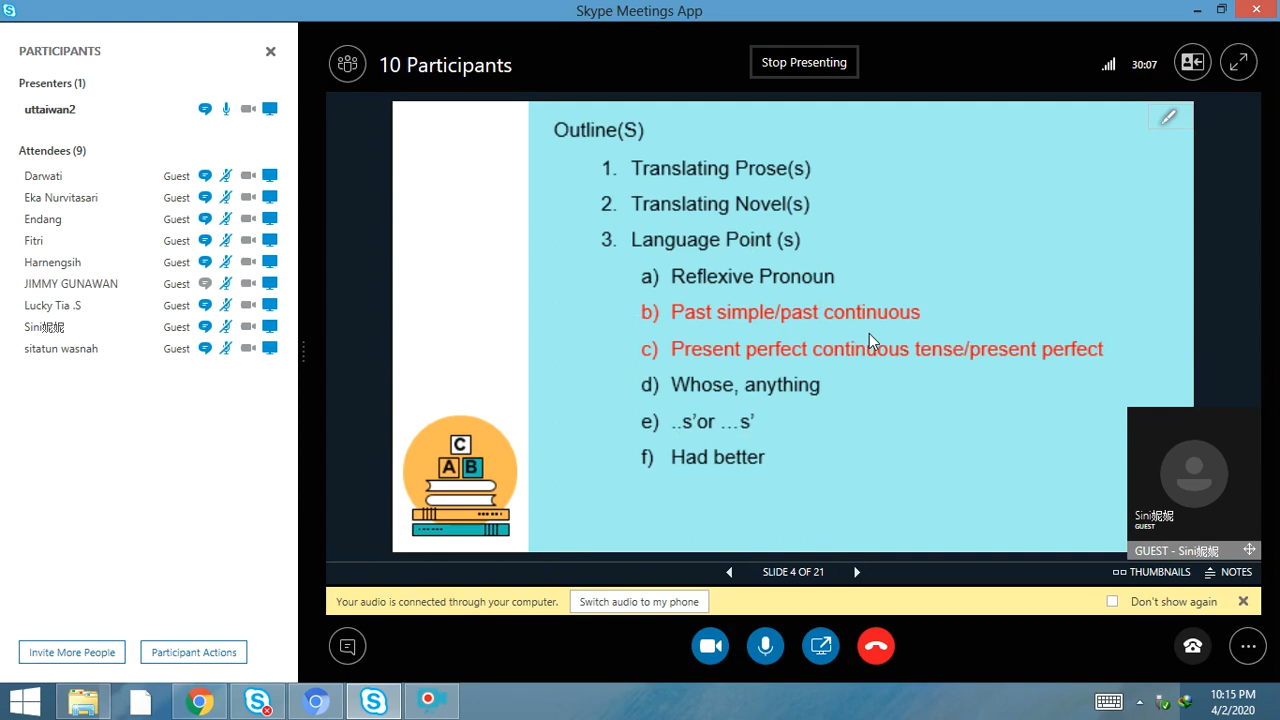 Skype Meetings App
PARTICIPANTS
Presenters (1)
uttaiwan2
Attendees (9)
Darwati Guest
Eka Nurvitasari Guest
Endang Guest
Fitri Guest
Harnengsih Guest
JIMMY GUNAWAN Guest
Lucky Tia .S Guest
Sini妮妮 Guest
sitatun wasnah Guest
Invite More People
Participant Actions
10 Participants
Stop Presenting
30:07
Outline(S)
1. Translating Prose(s)
2. Translating Novel(s)
3. Language Point (s)
a) Reflexive Pronoun
b) Past simple/past continuous
c) Present perfect continuous tense/present perfect
d) Whose, anything
e) ..s’or …s’
f) Had better
C
A B
Sini妮妮
GUEST
GUEST - Sini妮妮
SLIDE 4 OF 21
THUMBNAILS
NOTES
Your audio is connected through your computer.
Switch audio to my phone
Don't show again
10:15 PM
4/2/2020